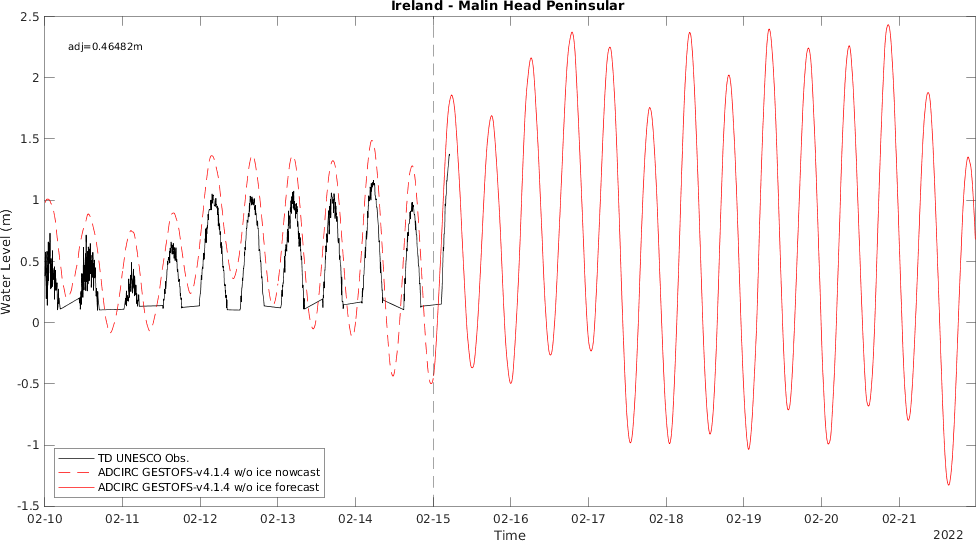 Ireland - Malin Head Peninsular
adj=0.46482m
2.5
2
1.5
1
0.5
0
-0.5
-1
-1.5
Water Level (m)
TD UNESCO Obs.
ADCIRC GESTOFS-v4.1.4 w/o ice nowcast
ADCIRC GESTOFS-v4.1.4 w/o ice forecast
02-10 02-11 02-12 02-13 02-14 02-15 02-16 02-17 02-18 02-19 02-20 02-21
Time
2022